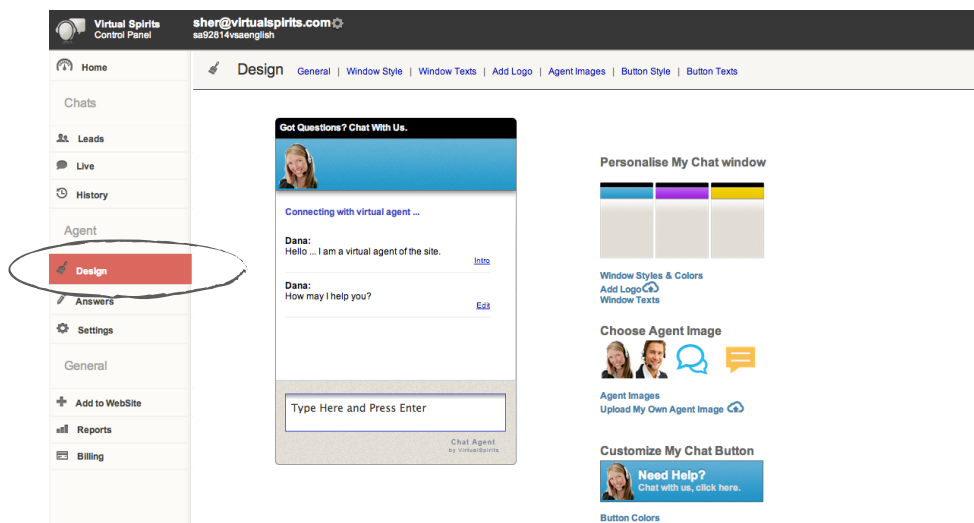 Virtual Spirits
Control Panel
sher@virtualspirits.com
sa92814vsaenglish
Home
Chats
Leads
Live
History
Agent
Design
Answers
Settings
General
Add to WebSite
Reports
Billing
Design General | Window Style | Window Texts | Add Logo | Agent Images | Button Style | Button Texts
Got Questions? Chat With Us.
Connecting with virtual agent ...
Dana:
Hello ... I am a virtual agent of the site.
Intro
Dana:
How may I help you?
Edit
Type Here and Press Enter
Chat Agent
by VirtualSpirits
Personalise My Chat window
Window Styles & Colors
Add Logo
Window Texts
Choose Agent Image
Agent Images
Upload My Own Agent Image
Customize My Chat Button
Need Help?
Chat with us, click here.
Button Colors